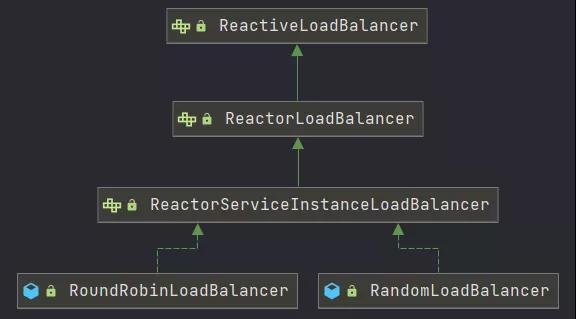 ReactiveLoadBalancer
ReactorLoadBalancer
ReactorServiceInstanceLoadBalancer
RoundRobinLoadBalancer
RandomLoadBalancer